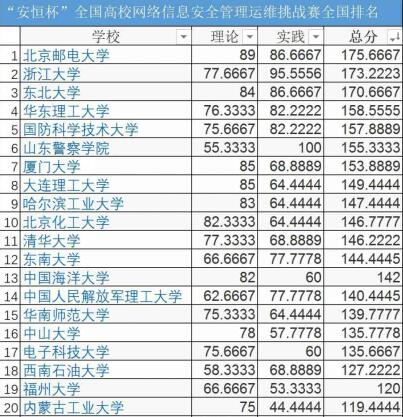 “安恒杯”全国高校网络信息安全管理运维挑战赛全国排名
学校 理论 实践 总分
1 北京邮电大学 89 86.6667 175.6667
2 浙江大学 77.6667 95.5556 173.2223
3 东北大学 84 86.6667 170.6667
4 华东理工大学 76.3333 82.2222 158.5555
5 国防科学技术大学 75.6667 82.2222 157.8889
6 山东警察学院 55.3333 100 155.3333
7 厦门大学 85 68.8889 153.8889
8 大连理工大学 85 64.4444 149.4444
9 哈尔滨工业大学 83 64.4444 147.4444
10 北京化工大学 82.3333 64.4444 146.7777
11 清华大学 77.3333 68.8889 146.2222
12 东南大学 66.6667 77.7778 144.4445
13 中国海洋大学 82 60 142
14 中国人民解放军理工大学 62.6667 77.7778 140.4445
15 华南师范大学 75.3333 64.4444 139.7777
16 中山大学 78 57.7778 135.7778
17 电子科技大学 75.6667 60 135.6667
18 西南石油大学 58.3333 68.8889 127.2222
19 福州大学 66.6667 53.3333 120
20 内蒙古工业大学 75 44.4444 119.4444